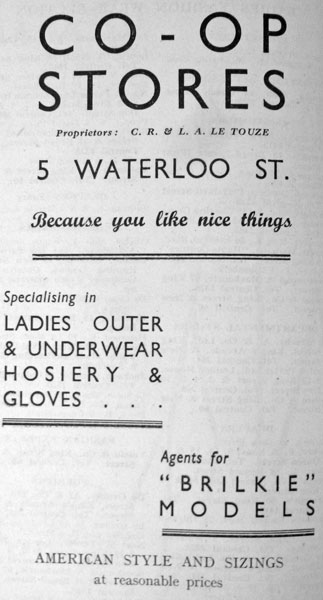 CO-OP
STORES
Proprietors: C. R. & L. A. LE TOUZE
5 WATERLOO ST.
Because you like nice things
Specialising in
LADIES OUTER
& UNDERWEAR
HOSIERY &
GLOVES . . .
Agents for
"BRILKIE"
MODELS
AMERICAN STYLE AND SIZINGS
at reasonable prices